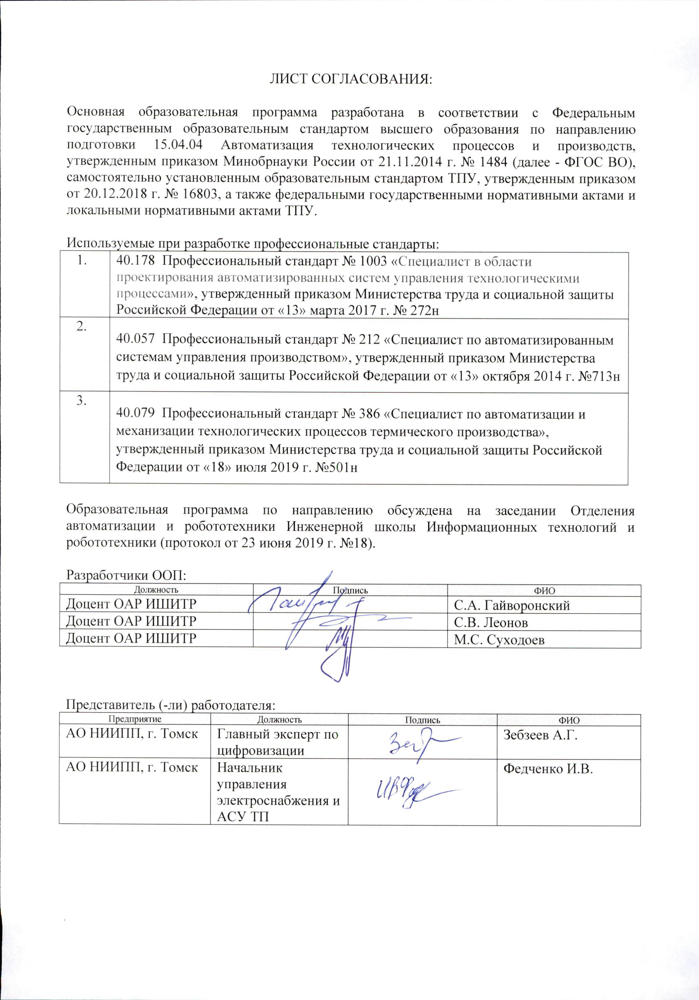 ЛИСТ СОГЛАСОВАНИЯ:
Основная образовательная программа разработана в соответствии с Федеральным
государственным образовательным стандартом высшего образования по направлению
подготовки 15.04.04 Автоматизация технологических процессов и производств,
утвержденным приказом Минобрнауки России от 21.11.2014 г. № 1484 (далее - ФГОС ВО),
самостоятельно установленным образовательным стандартом ТПУ, утвержденным приказом
от 20.12.2018 г. № 16803, а также федеральными государственными нормативными актами и
локальными нормативными актами ТПУ.
Используемые при разработке профессиональные стандарты:
1. 40.178 Профессиональный стандарт № 1003 «Специалист в области
проектирования автоматизированных систем управления технологическими
процессами», утвержденный приказом Министерства труда и социальной защиты
Российской Федерации от «13» марта 2017 г. № 272н
2.
40.057 Профессиональный стандарт № 212 «Специалист по автоматизированным
системам управления производством», утвержденный приказом Министерства
труда и социальной защиты Российской Федерации от «13» октября 2014 г. №713н
3.
40.079 Профессиональный стандарт № 386 «Специалист по автоматизации и
механизации технологических процессов термического производства»,
утвержденный приказом Министерства труда и социальной защиты Российской
Федерации от «18» июля 2019 г. №501н
Образовательная программа по направлению обсуждена на заседании Отделения
автоматизации и робототехники Инженерной школы Информационных технологий и
робототехники (протокол от 23 июня 2019 г. №18).
Разработчики ООП:
Должность Подпись ФИО
Доцент ОАР ИШИТР С.А. Гайворонский
Доцент ОАР ИШИТР С.В. Леонов
Доцент ОАР ИШИТР М.С. Суходоев
Представитель (-ли) работодателя:
Предприятие Должность Подпись ФИО
АО НИИПП, г. Томск Главный эксперт по Зебзеев А.Г.
цифровизации
АО НИИПП, г. Томск Начальник Федченко И.В.
управления
электроснабжения и
АСУ ТП